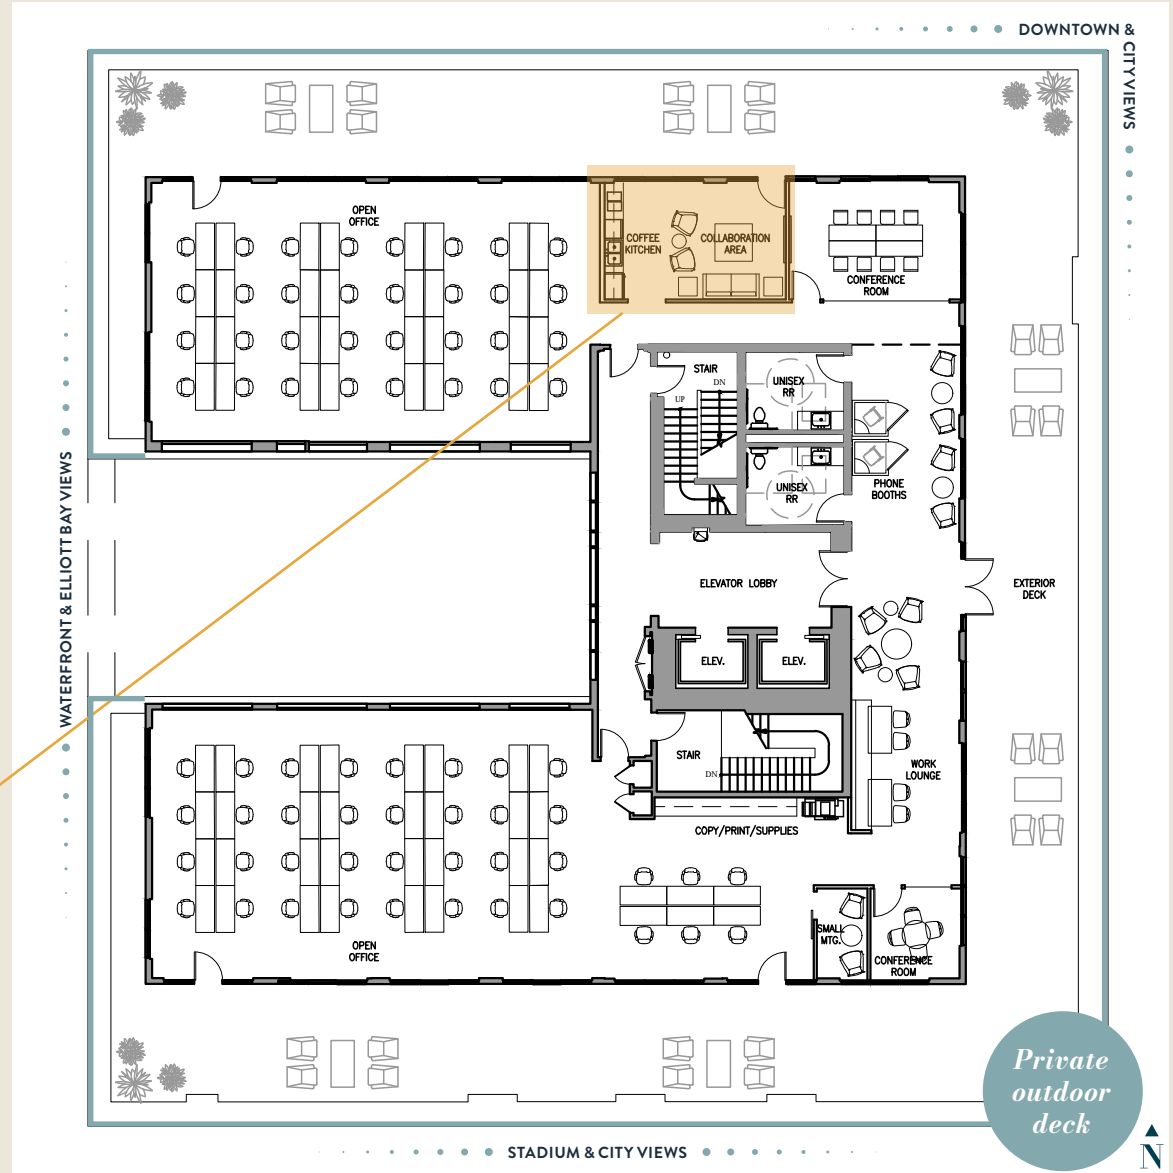 DOWNTOWN &
CITY VIEWS
OPEN
OFFICE
COFFEE
KITCHEN
COLLABORATION
AREA
CONFERENCE
ROOM
STAIR
DN
UP
UNISEX
RR
UNISEX
RR
PHONE
BOOTHS
WATERFRONT & ELLIOTT BAY VIEWS
ELEVATOR LOBBY
EXTERIOR
DECK
ELEV.
ELEV.
STAIR
DN
WORK
LOUNGE
COPY/PRINT/SUPPLIES
OPEN
OFFICE
SMALL
MTG.
CONFERENCE
ROOM
Private
outdoor
deck
STADIUM & CITY VIEWS
N